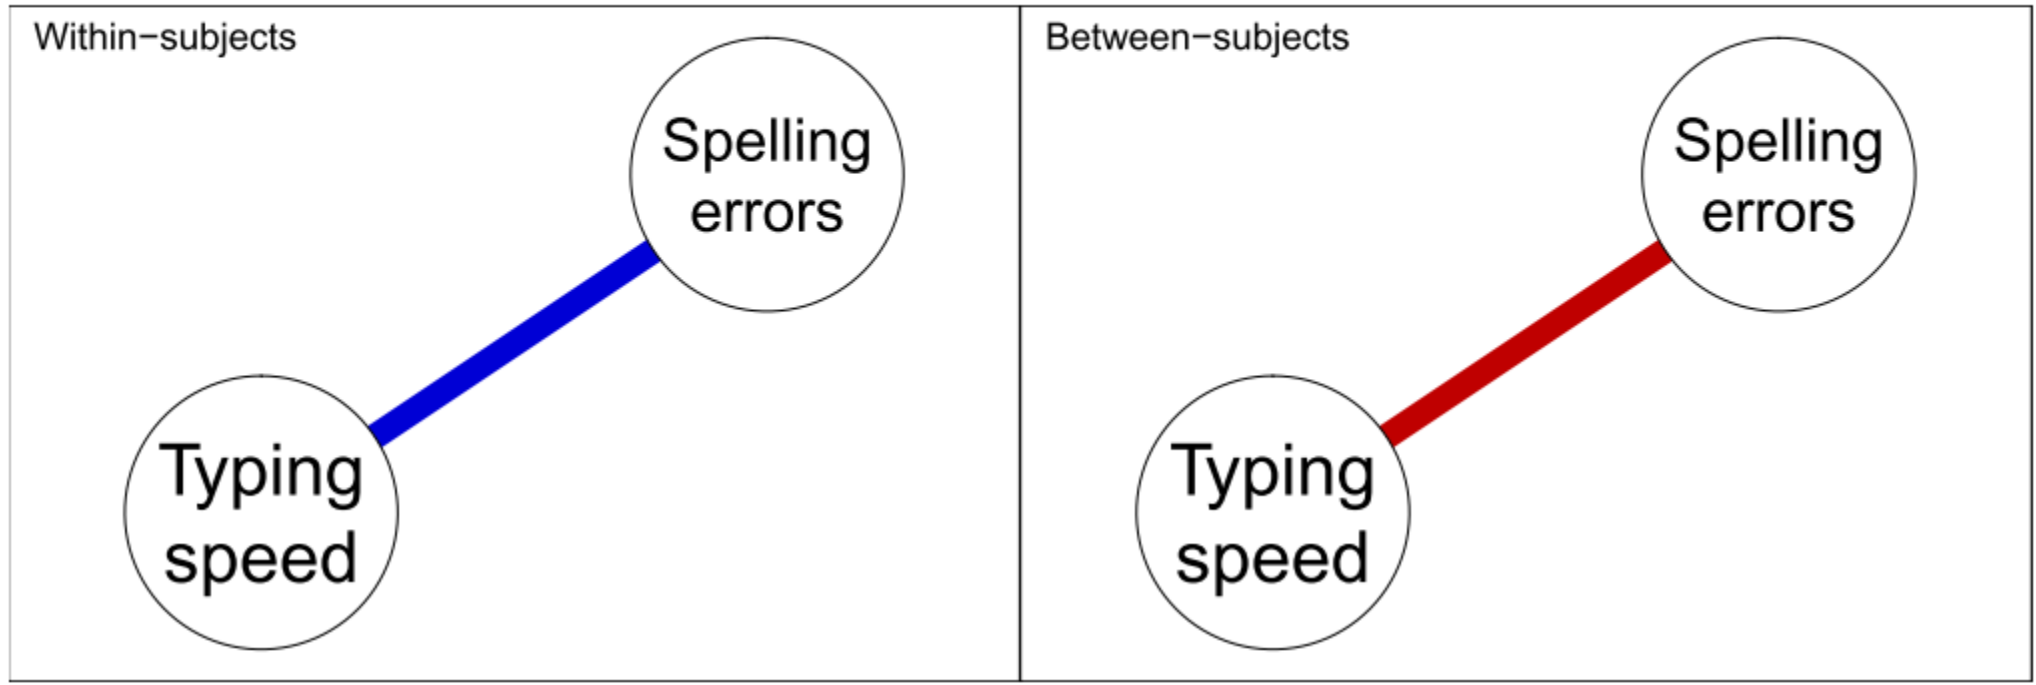 Within−subjects
Spelling
errors
Typing
speed
Between−subjects
Spelling
errors
Typing
speed